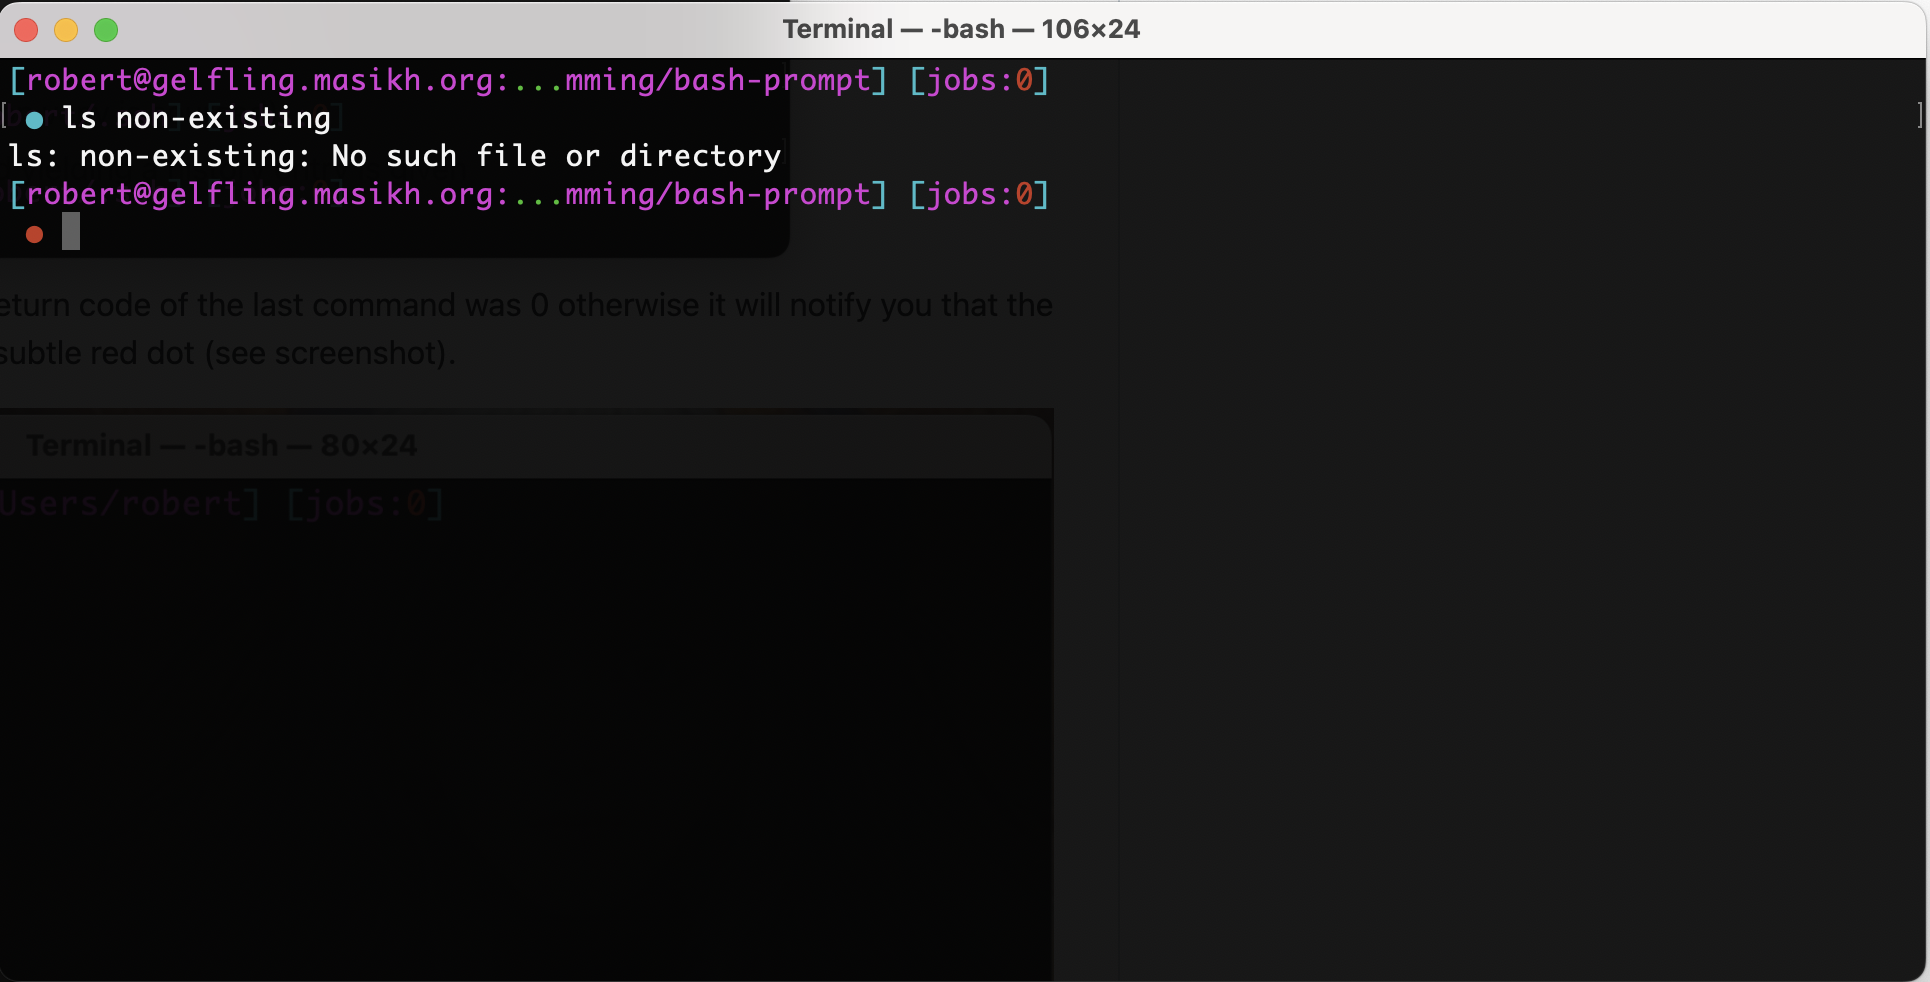 Terminal — -bash — 106×24
[robert@gelfling.masikh.org:...mming/bash-prompt] [jobs:0]
● ls non-existing
ls: non-existing: No such file or directory
[robert@gelfling.masikh.org:...mming/bash-prompt] [jobs:0]
●
eturn code of the last command was 0 otherwise it will notify you that the
subtle red dot (see screenshot).
Terminal — -bash — 80×24
Users/robert] [jobs:0]